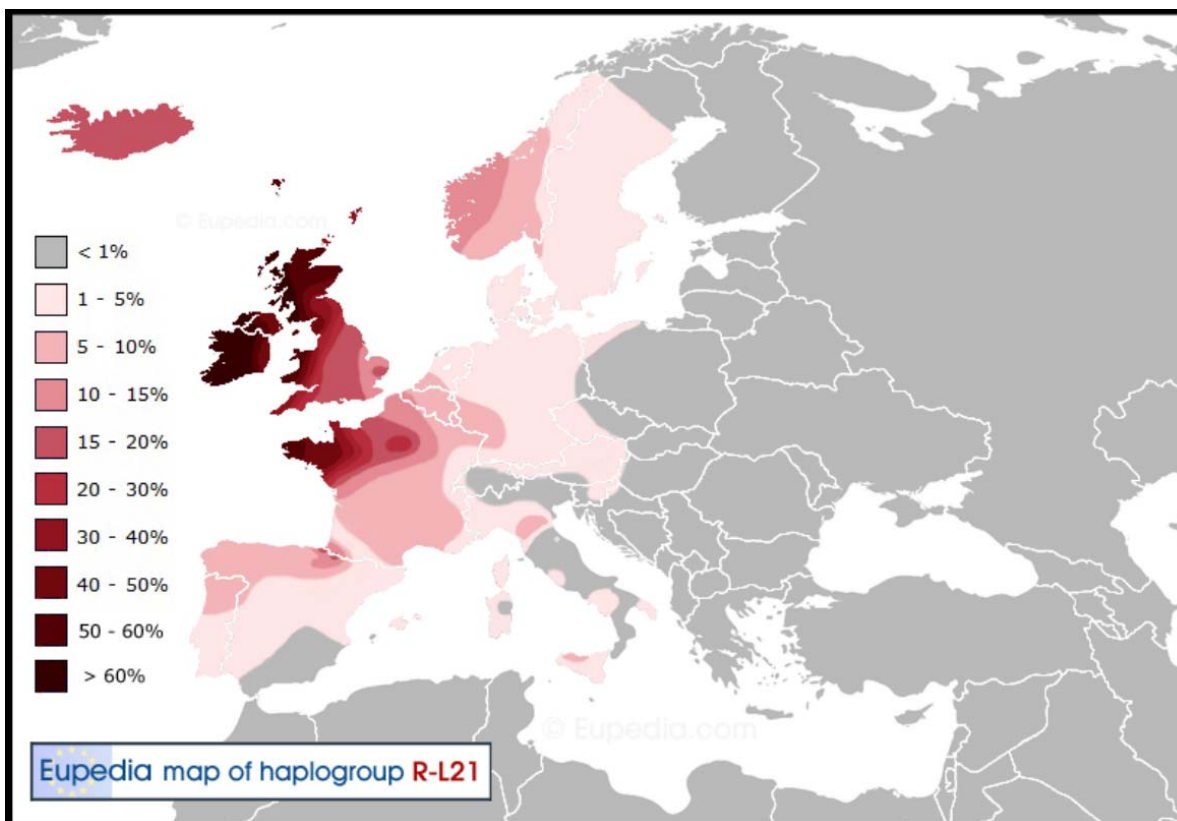 © Eupedia.com
< 1%
1 - 5%
5 - 10%
10 - 15%
15 - 20%
20 - 30%
30 - 40%
40 - 50%
50 - 60%
> 60%
© Eupedia.com
Eupedia map of haplogroup R-L21